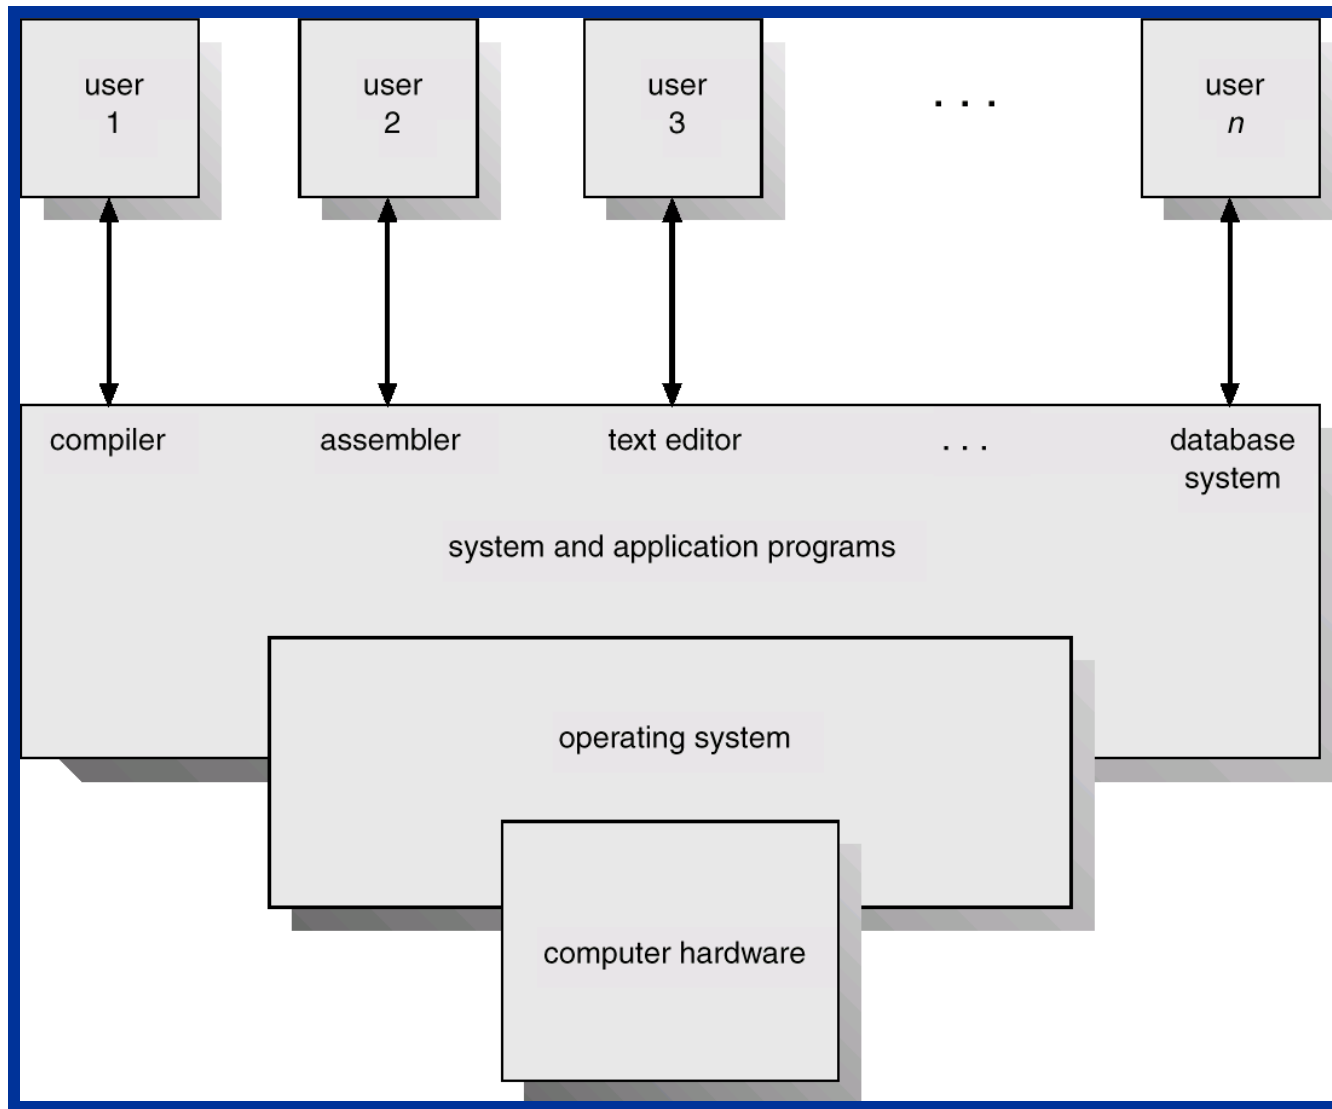 user
1
user
2
user
3
. . .
user
n
compiler
assembler
text editor
. . .
database
system
system and application programs
operating system
computer hardware